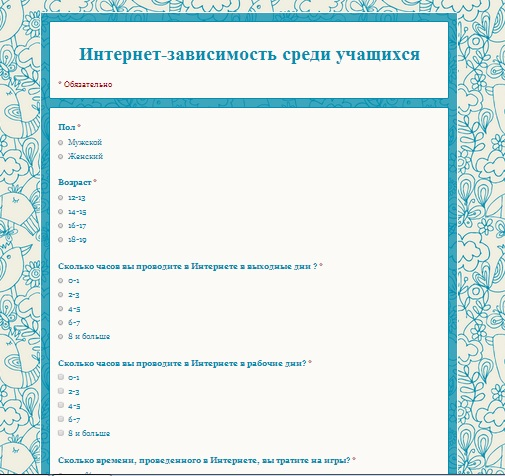 Интернет-зависимость среди учащихся
* Обязательно
Пол *
Мужской
Женский
Возраст *
12-13
14-15
16-17
18-19
Сколько часов вы проводите в Интернете в выходные дни ? *
0-1
2-3
4-5
6-7
8 и больше
Сколько часов вы проводите в Интернете в рабочие дни? *
0-1
2-3
4-5
6-7
8 и больше
Сколько времени, проведенного в Интернете, вы тратите на игры? *